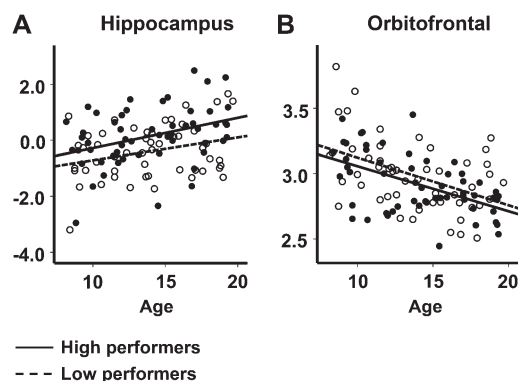 A Hippocampus
B Orbitofrontal
2.0
0.0
-2.0
-4.0
10 15 20
Age
3.5
3.0
2.5
10 15 20
Age
High performers
Low performers